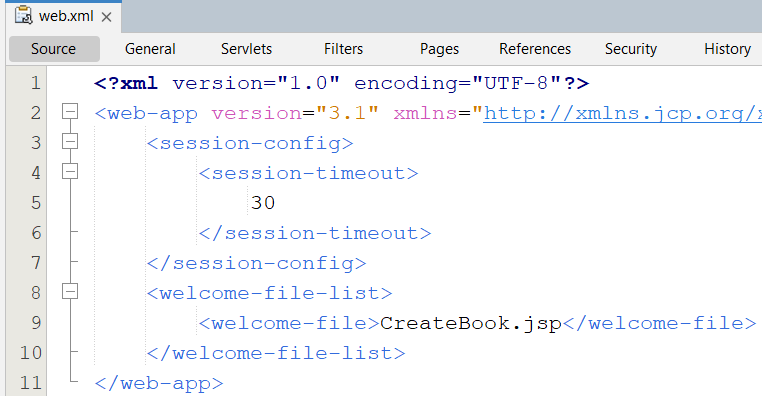 web.xml
Source General Servlets Filters Pages References Security History
1 <?xml version="1.0" encoding="UTF-8"?>
2 <web-app version="3.1" xmlns="http://xmlns.jcp.org/x
3 <session-config>
4 <session-timeout>
5 30
6 </session-timeout>
7 </session-config>
8 <welcome-file-list>
9 <welcome-file>CreateBook.jsp</welcome-file>
10 </welcome-file-list>
11 </web-app>